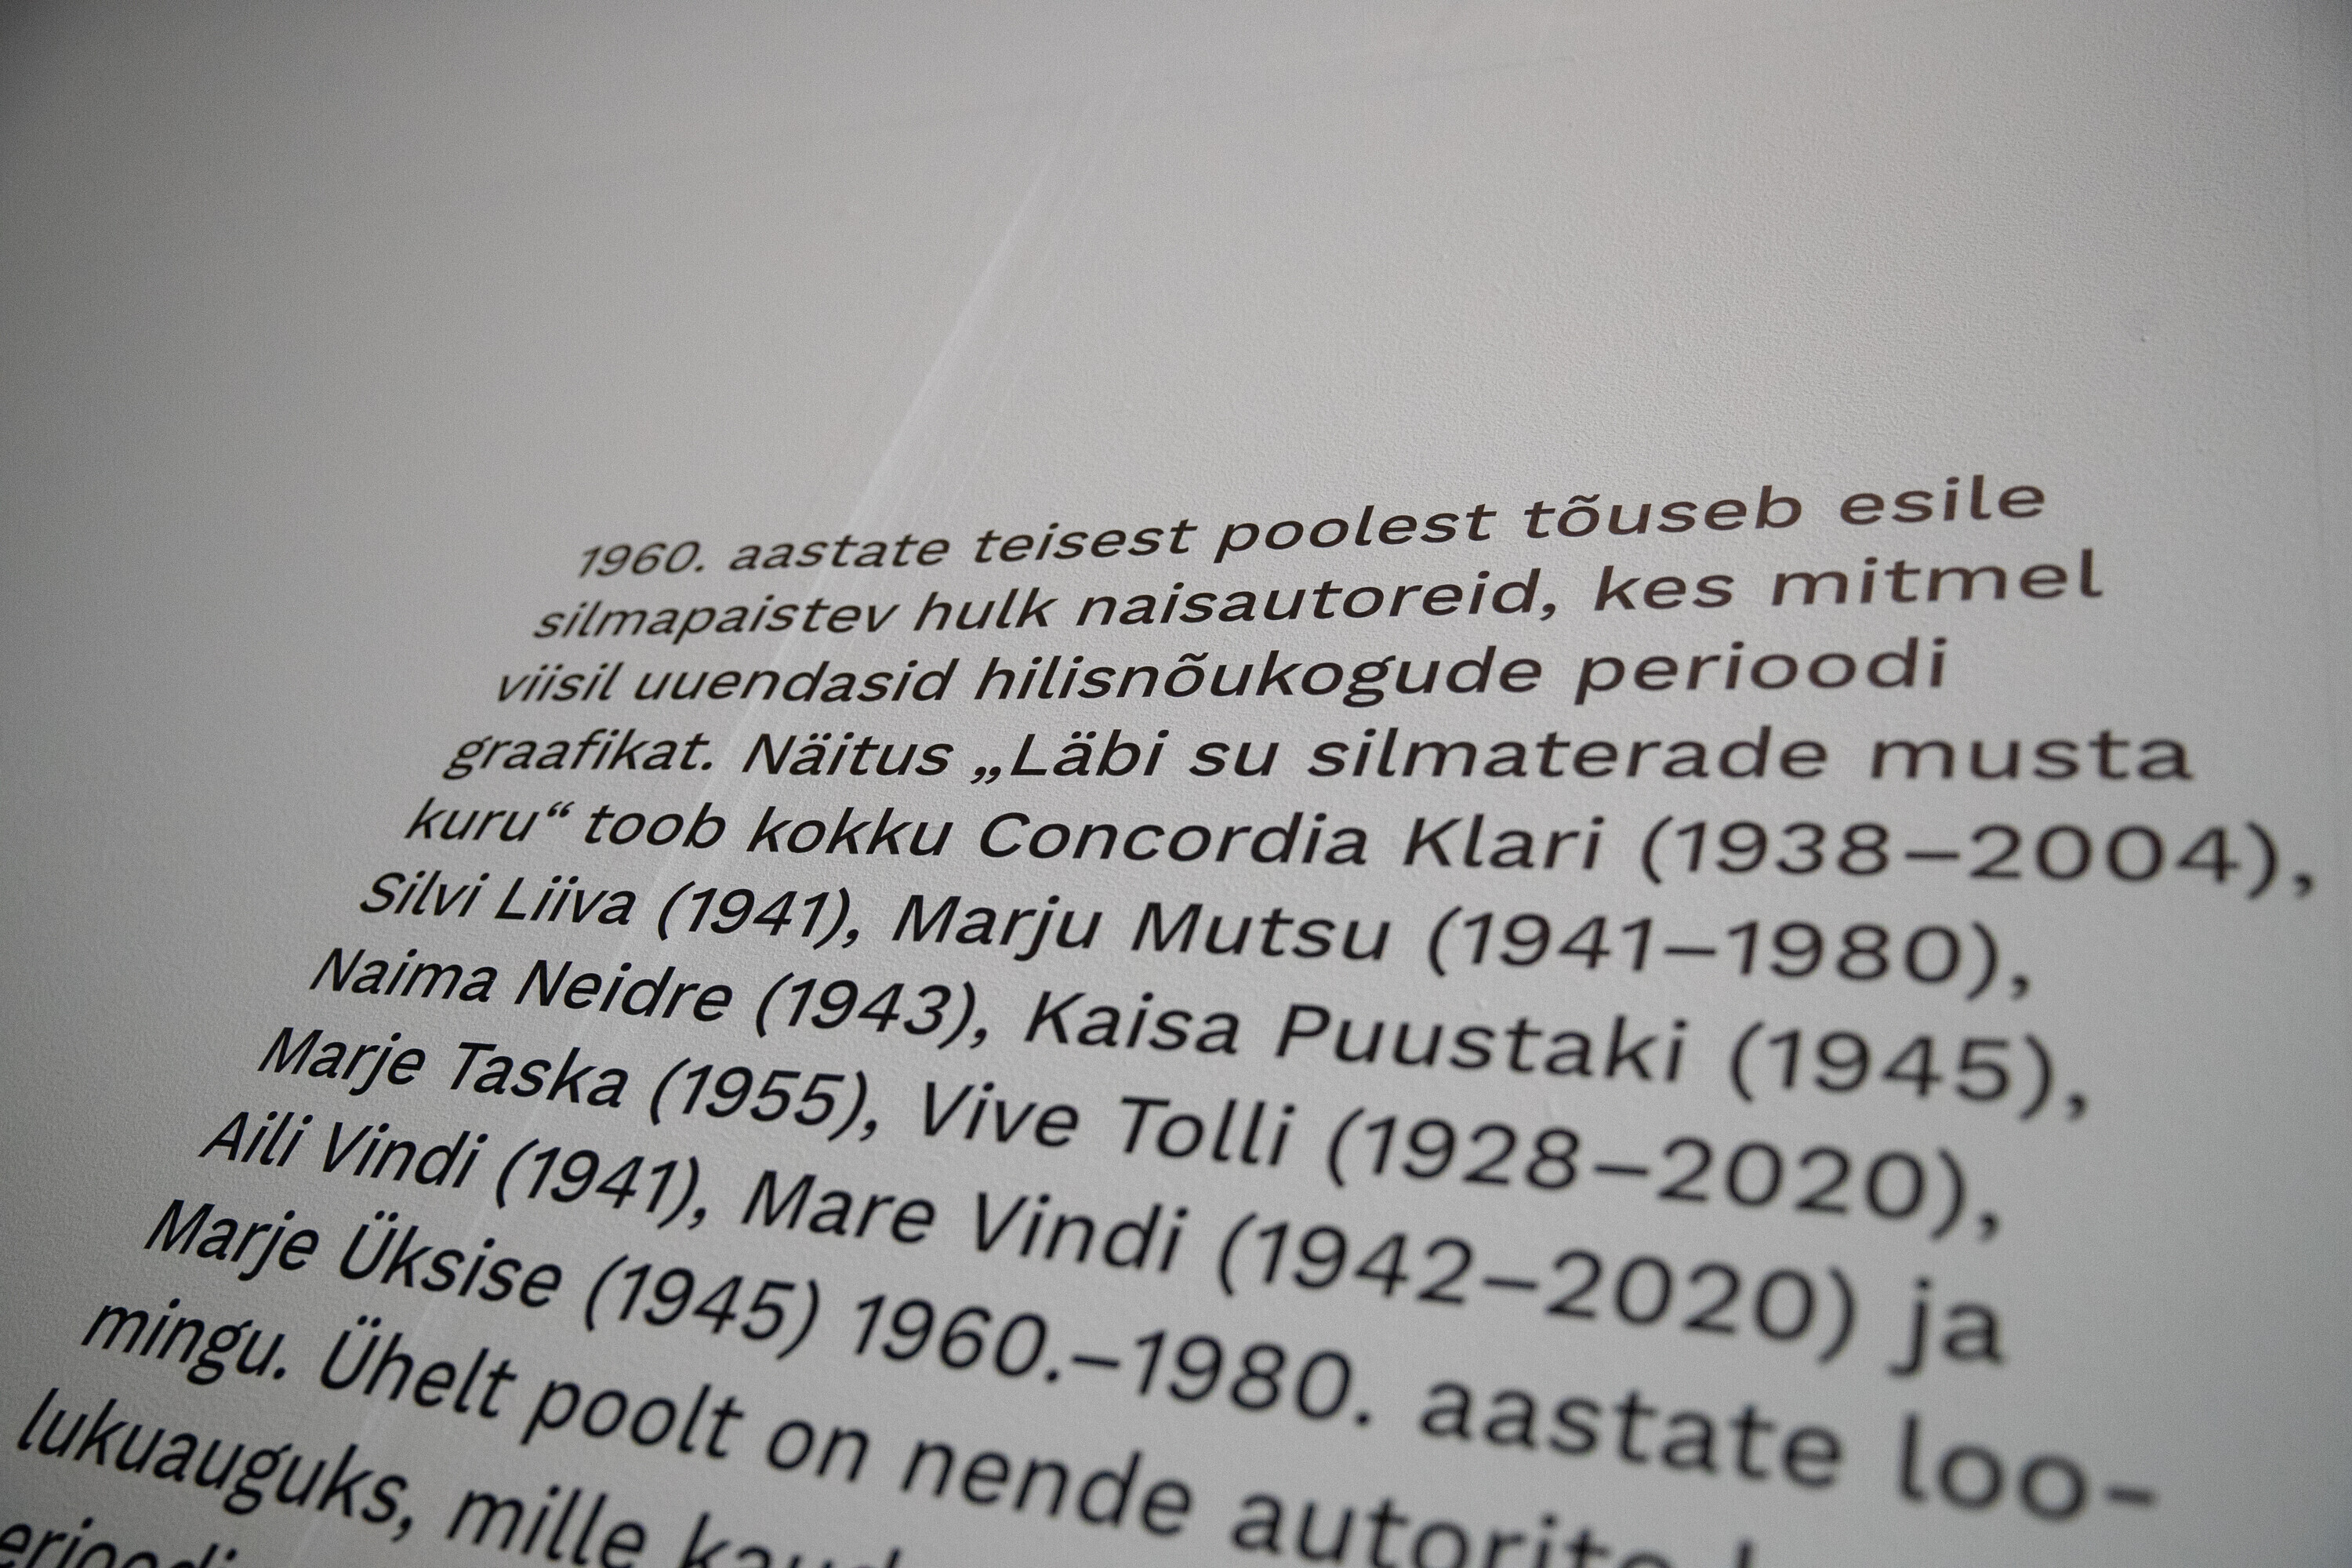 1960. aastate teisest poolest tõuseb esile
silmapaistev hulk naisautoreid, kes mitmel
viisil uuendasid hilisnõukogude perioodi
graafikat. Näitus „Läbi su silmaterade musta
kuru“ toob kokku Concordia Klari (1938–2004),
Silvi Liiva (1941), Marju Mutsu (1941–1980),
Naima Neidre (1943), Kaisa Puustaki (1945),
Marje Taska (1955), Vive Tolli (1928–2020),
Aili Vindi (1941), Mare Vindi (1942–2020) ja
Marje Üksise (1945) 1960.–1980. aastate loo-
mingu. Ühelt poolt on nende
lukuauguks, mille